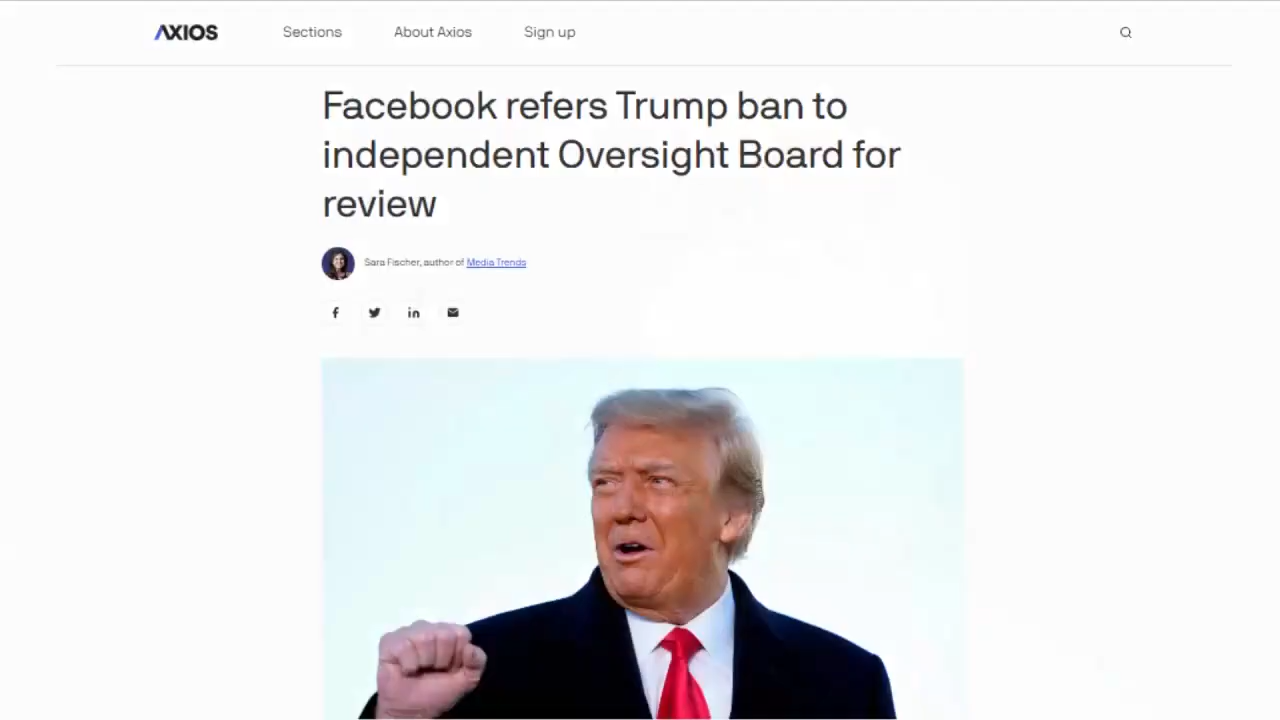 AXIOS Sections About Axios Sign up
Facebook refers Trump ban to
independent Oversight Board for
review
Sara Fischer, author of Media Trends